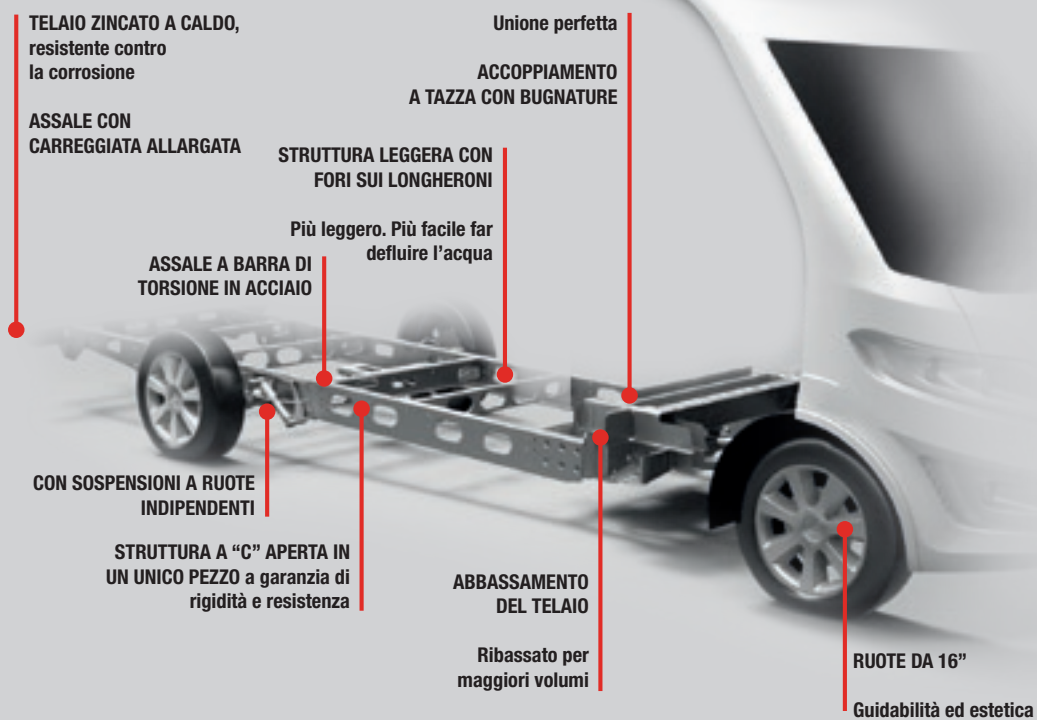 TELAIO ZINCATO A CALDO,
resistente contro
la corrosione
ASSALE CON
CARREGGIATA ALLARGATA
Unione perfetta
ACCOPPIAMENTO
A TAZZA CON BUGNATURE
STRUTTURA LEGGERA CON
FORI SUI LONGHERONI
Più leggero. Più facile far
defluire l’acqua
ASSALE A BARRA DI
TORSIONE IN ACCIAIO
CON SOSPENSIONI A RUOTE
INDIPENDENTI
STRUTTURA A “C” APERTA IN
UN UNICO PEZZO a garanzia di
rigidità e resistenza
ABBASSAMENTO
DEL TELAIO
Ribassato per
maggiori volumi
RUOTE DA 16”
Guidabilità ed estetica